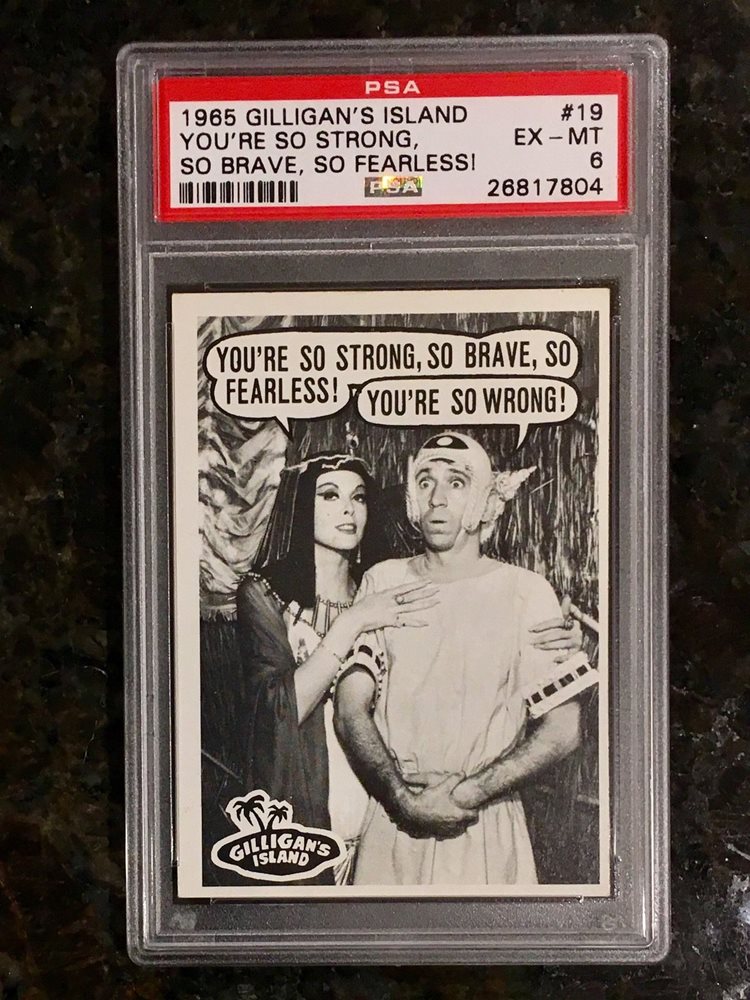 PSA
1965 GILLIGAN'S ISLAND #19
YOU'RE SO STRONG, EX-MT
SO BRAVE, SO FEARLESS! 6
PSA 26817804
YOU'RE SO STRONG, SO BRAVE, SO
FEARLESS!
YOU'RE SO WRONG!
GILLIGAN'S
ISLAND